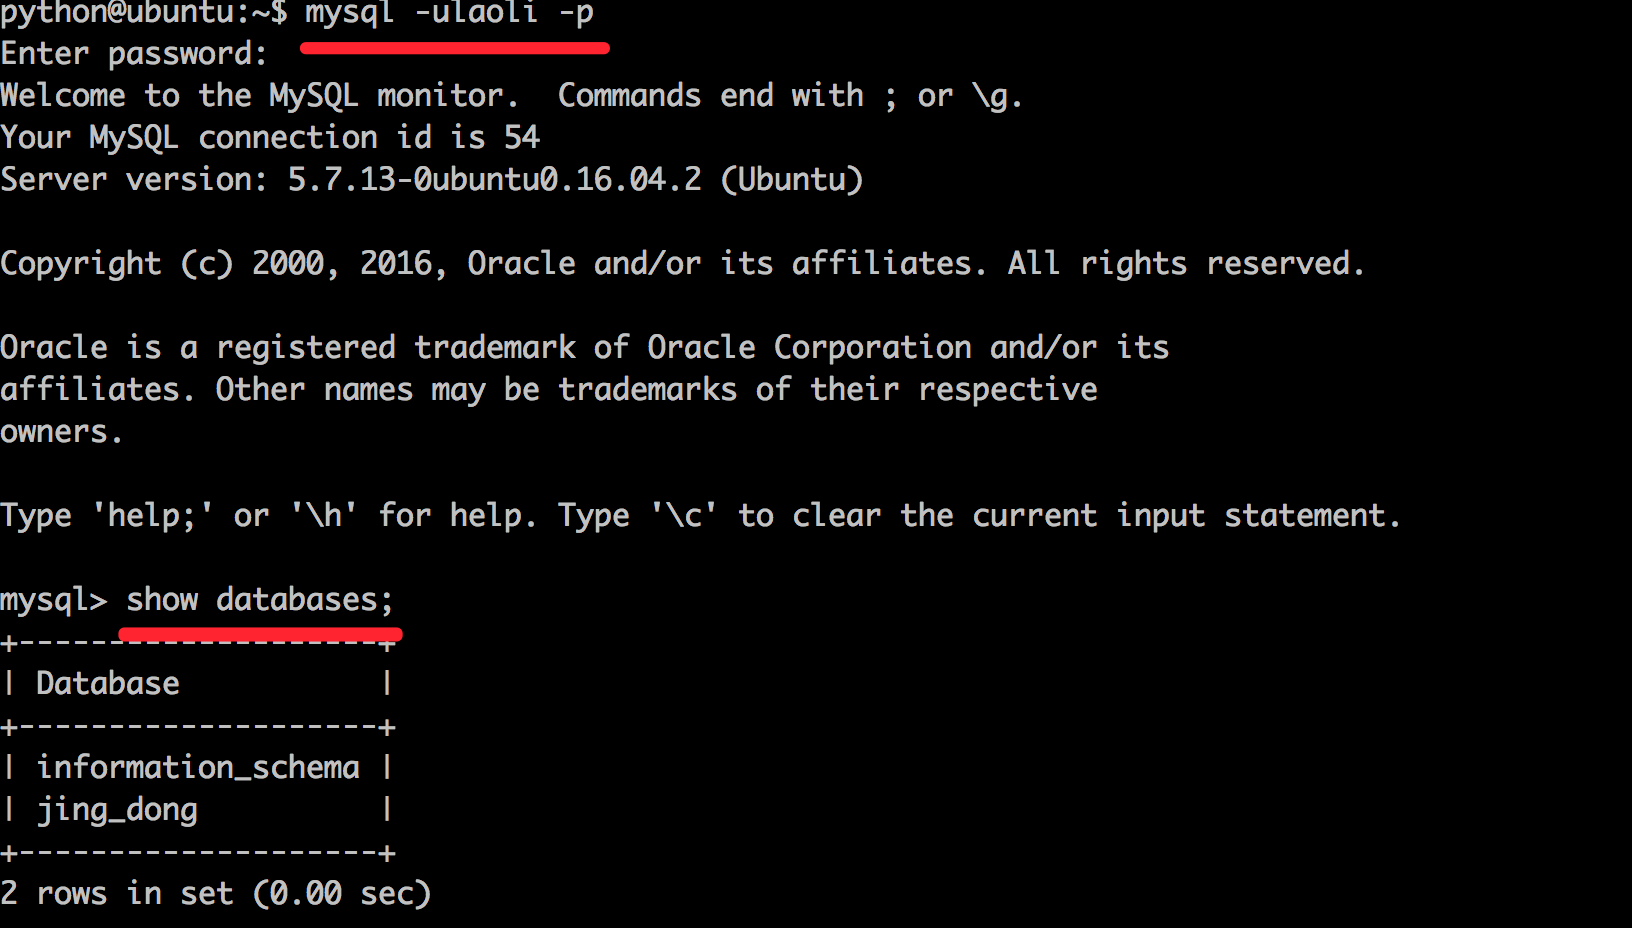 python@ubuntu:~$ mysql -ulaoli -p
Enter password:
Welcome to the MySQL monitor.  Commands end with ; or \g.
Your MySQL connection id is 54
Server version: 5.7.13-0ubuntu0.16.04.2 (Ubuntu)
Copyright (c) 2000, 2016, Oracle and/or its affiliates. All rights reserved.
Oracle is a registered trademark of Oracle Corporation and/or its
affiliates. Other names may be trademarks of their respective
owners.
Type 'help;' or '\h' for help. Type '\c' to clear the current input statement.
mysql> show databases;
+--------------------+
| Database           |
+--------------------+
| information_schema |
| jing_dong          |
+--------------------+
2 rows in set (0.00 sec)